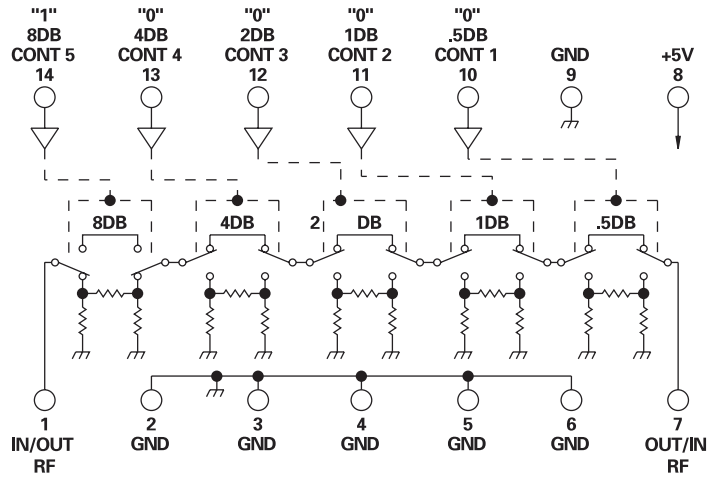 "1" "0" "0" "0" "0"
8DB 4DB 2DB 1DB .5DB
CONT 5 CONT 4 CONT 3 CONT 2 CONT 1 GND +5V
14 13 12 11 10 9 8
8DB 4DB 2 DB 1DB .5DB
1 2 3 4 5 6 7
IN/OUT GND GND GND GND GND OUT/IN
RF RF